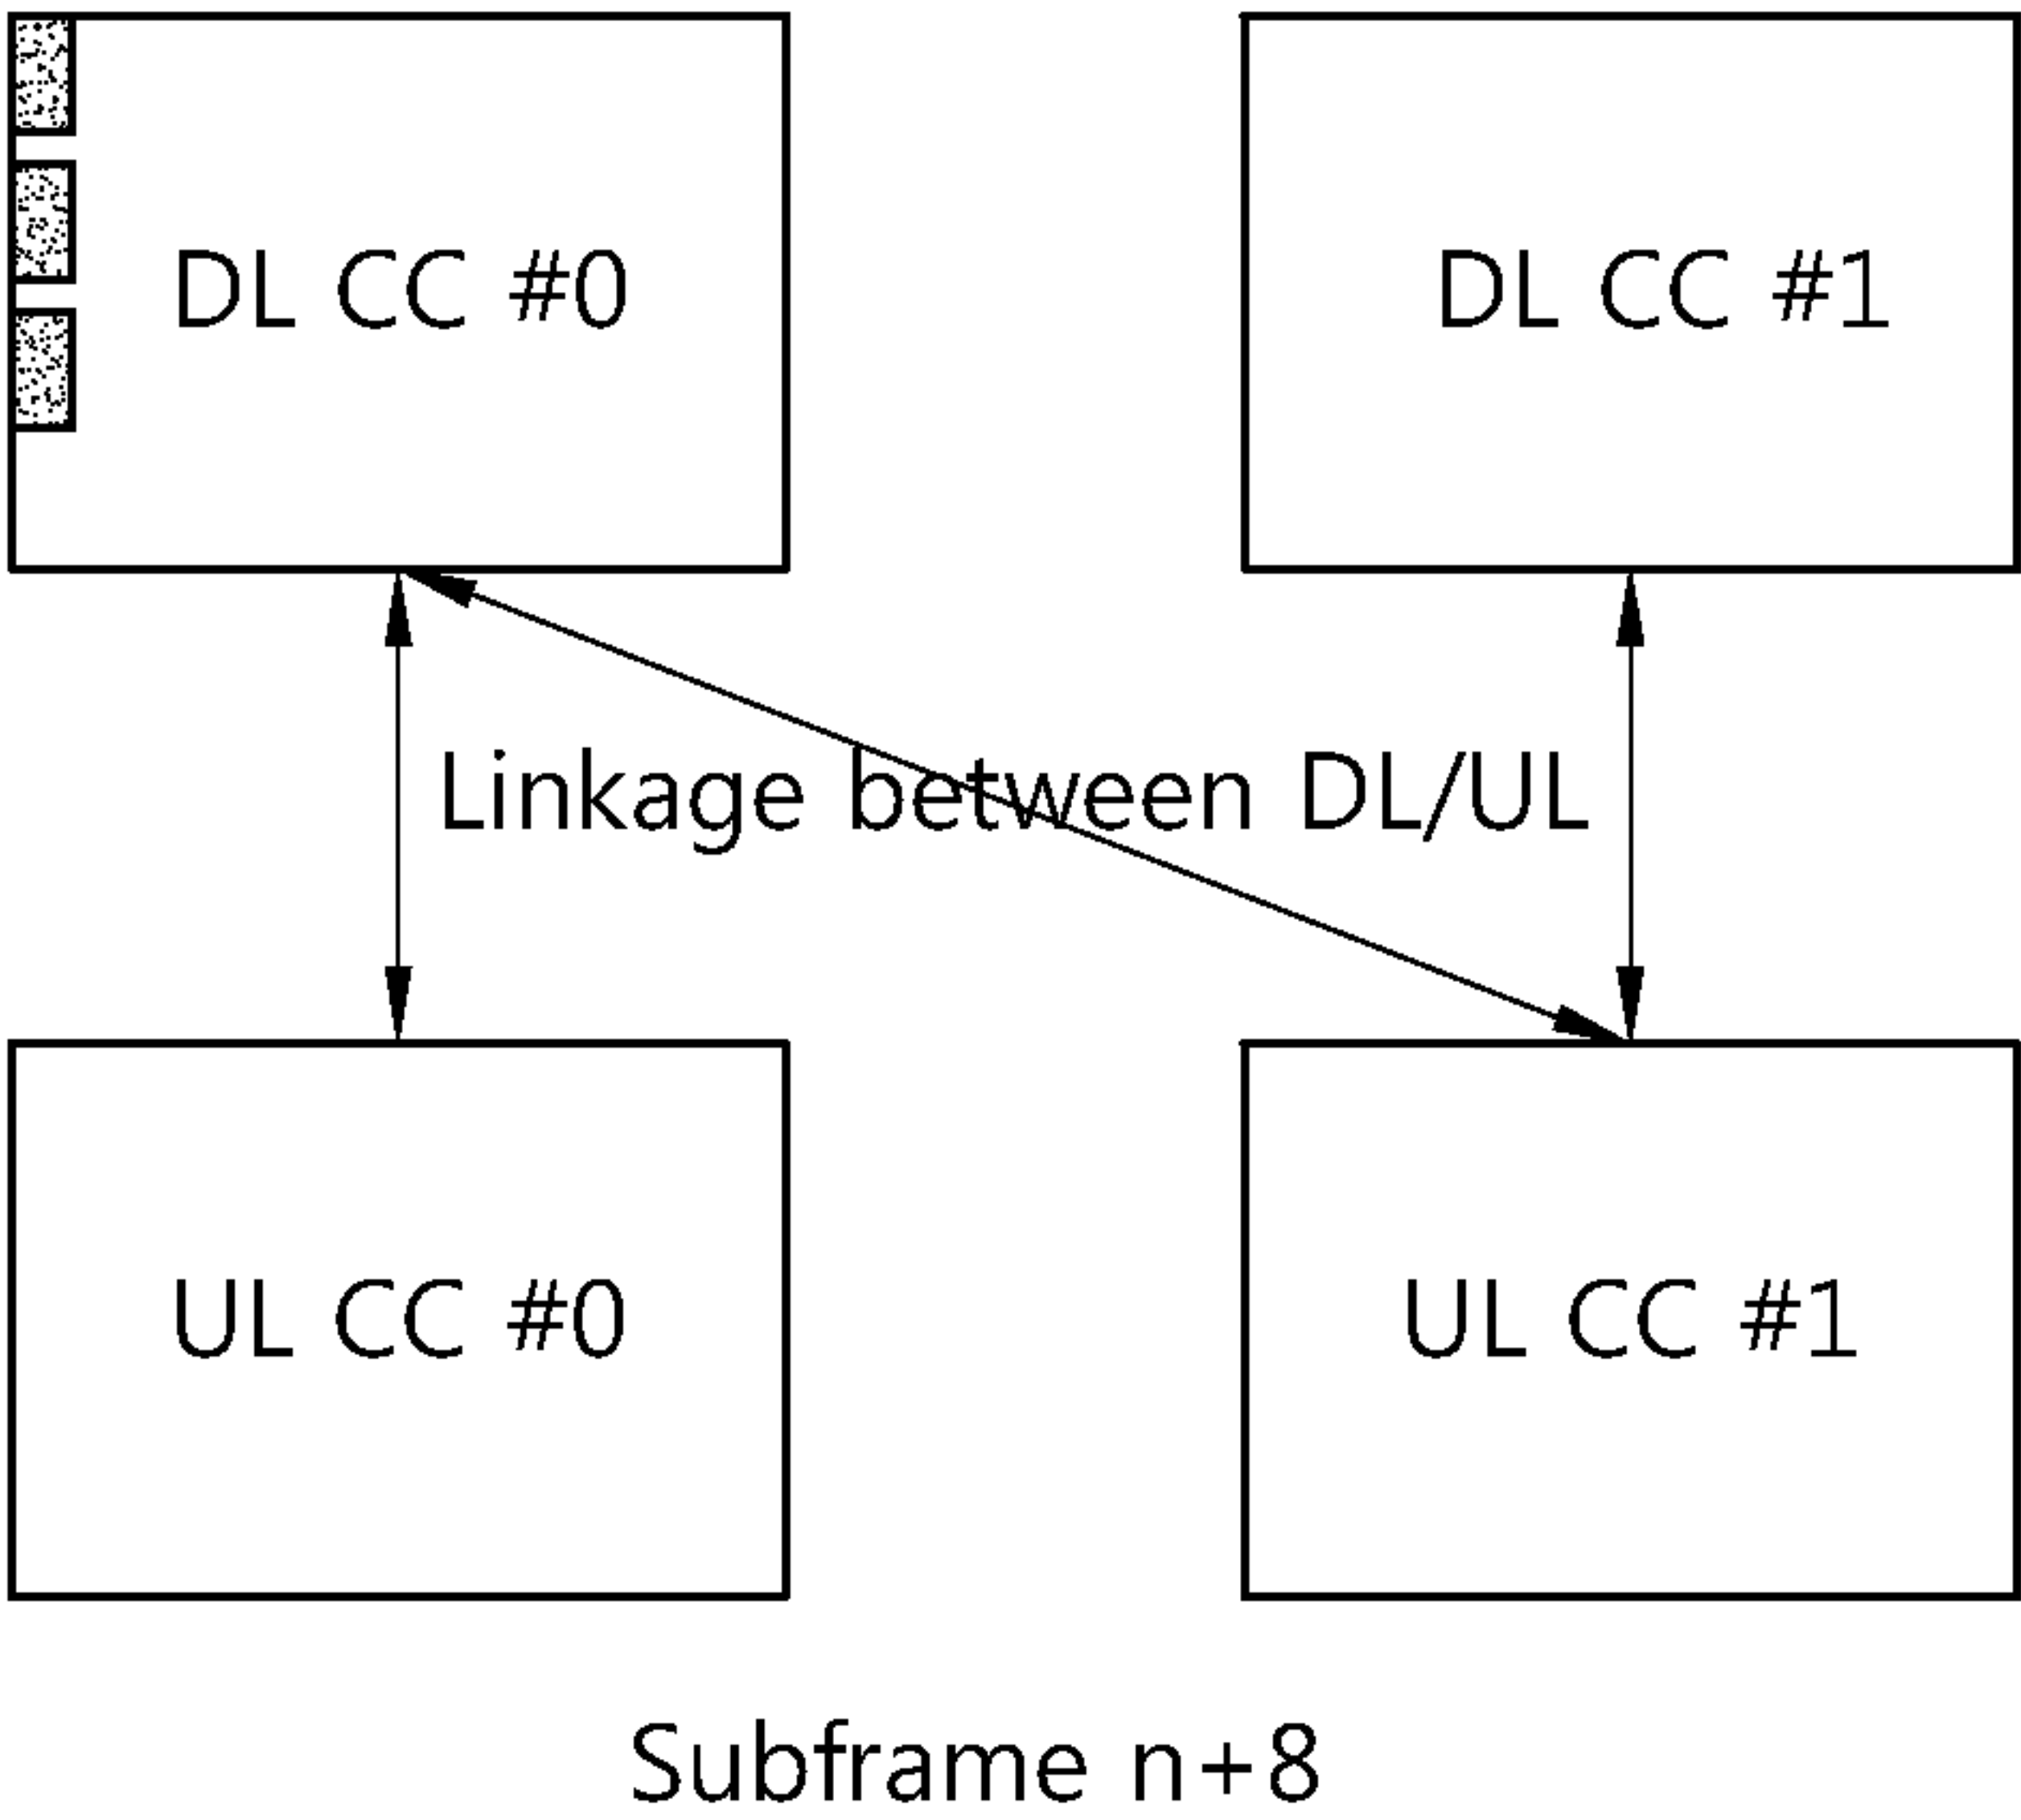 DL CC #0
DL CC #1
Linkage between DL/UL
UL CC #0
UL CC #1
Subframe n+8